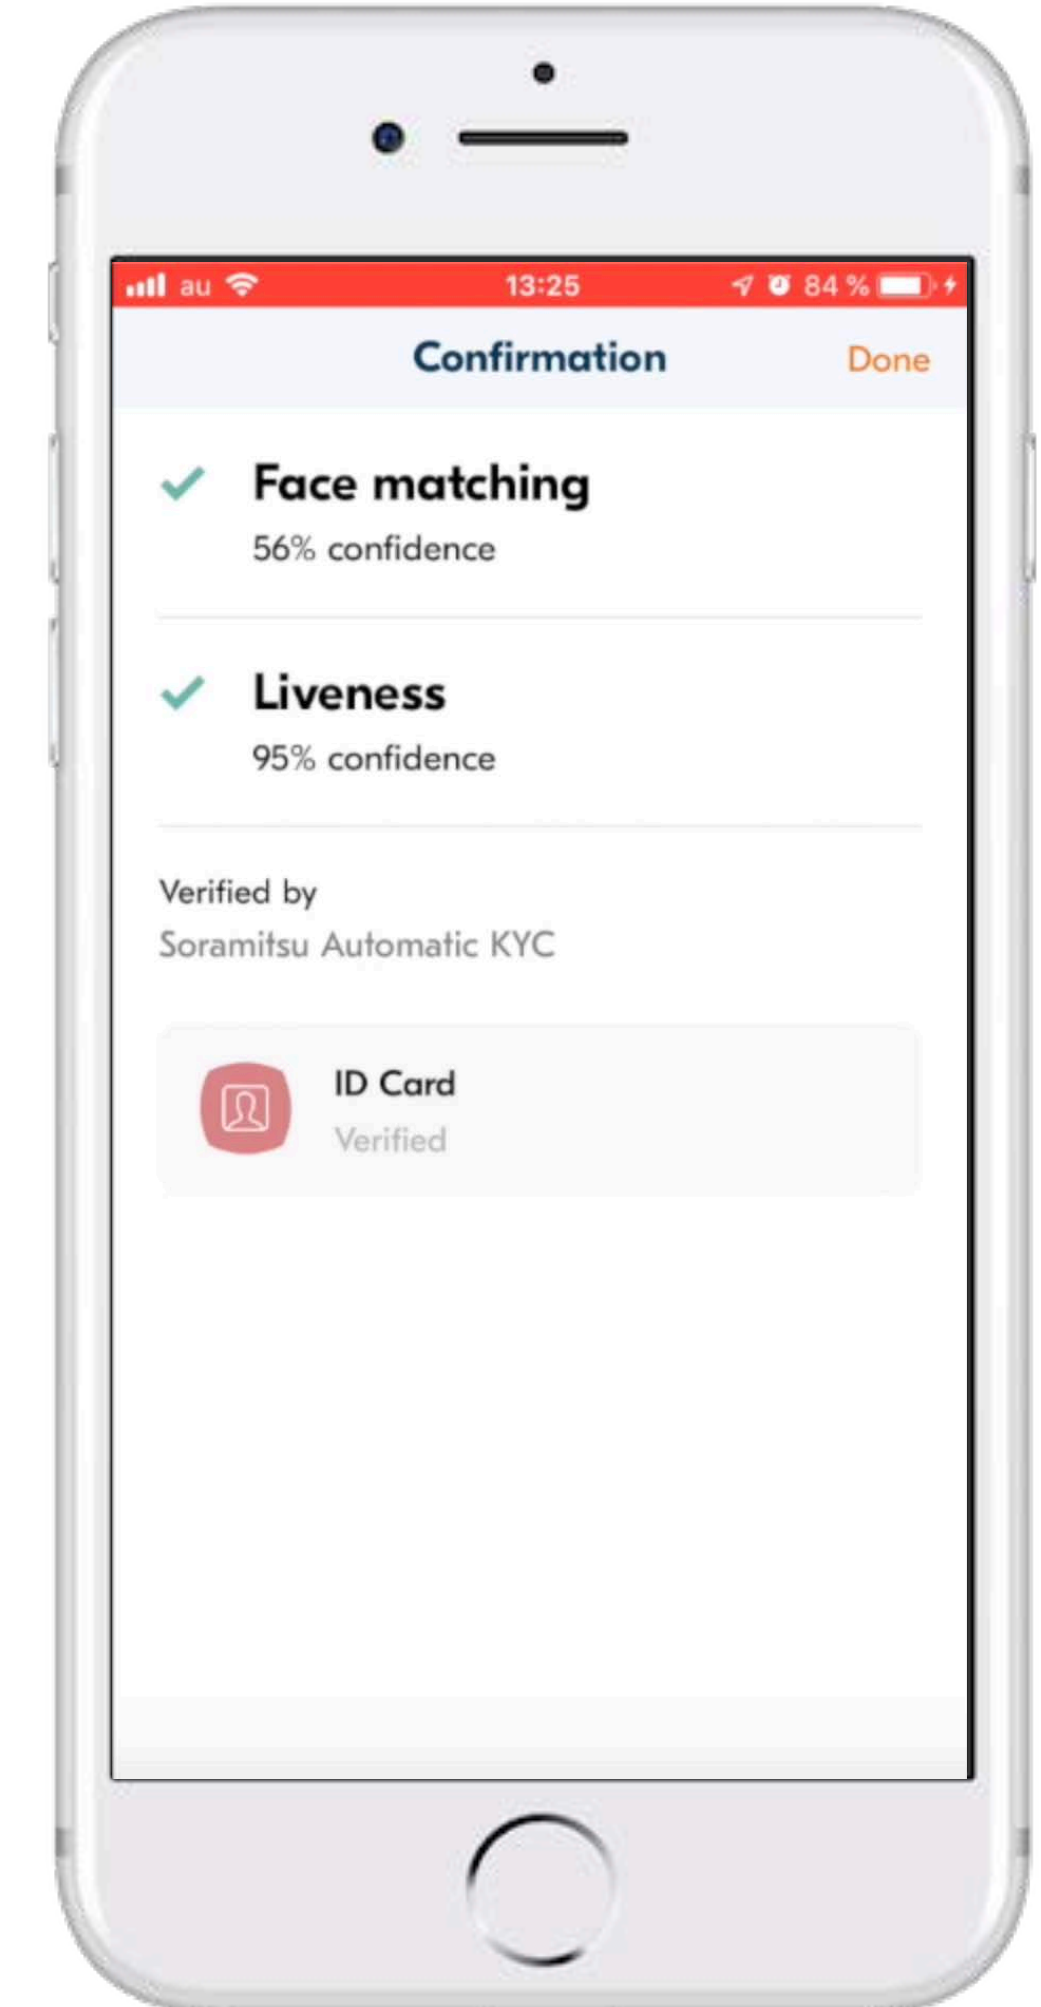 au 13:25 84 %
Confirmation Done
Face matching
56% confidence
Liveness
95% confidence
Verified by
Soramitsu Automatic KYC
ID Card
Verified